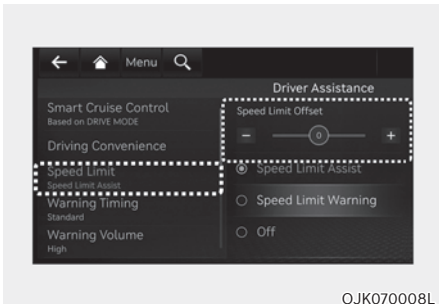 Menu
Driver Assistance
Smart Cruise Control
Based on DRIVE MODE
Driving Convenience
Speed Limit
Speed Limit Assist
Warning Timing
Standard
Warning Volume
High
Speed Limit Offset
- 0 +
Speed Limit Assist
Speed Limit Warning
Off
OJK070008L